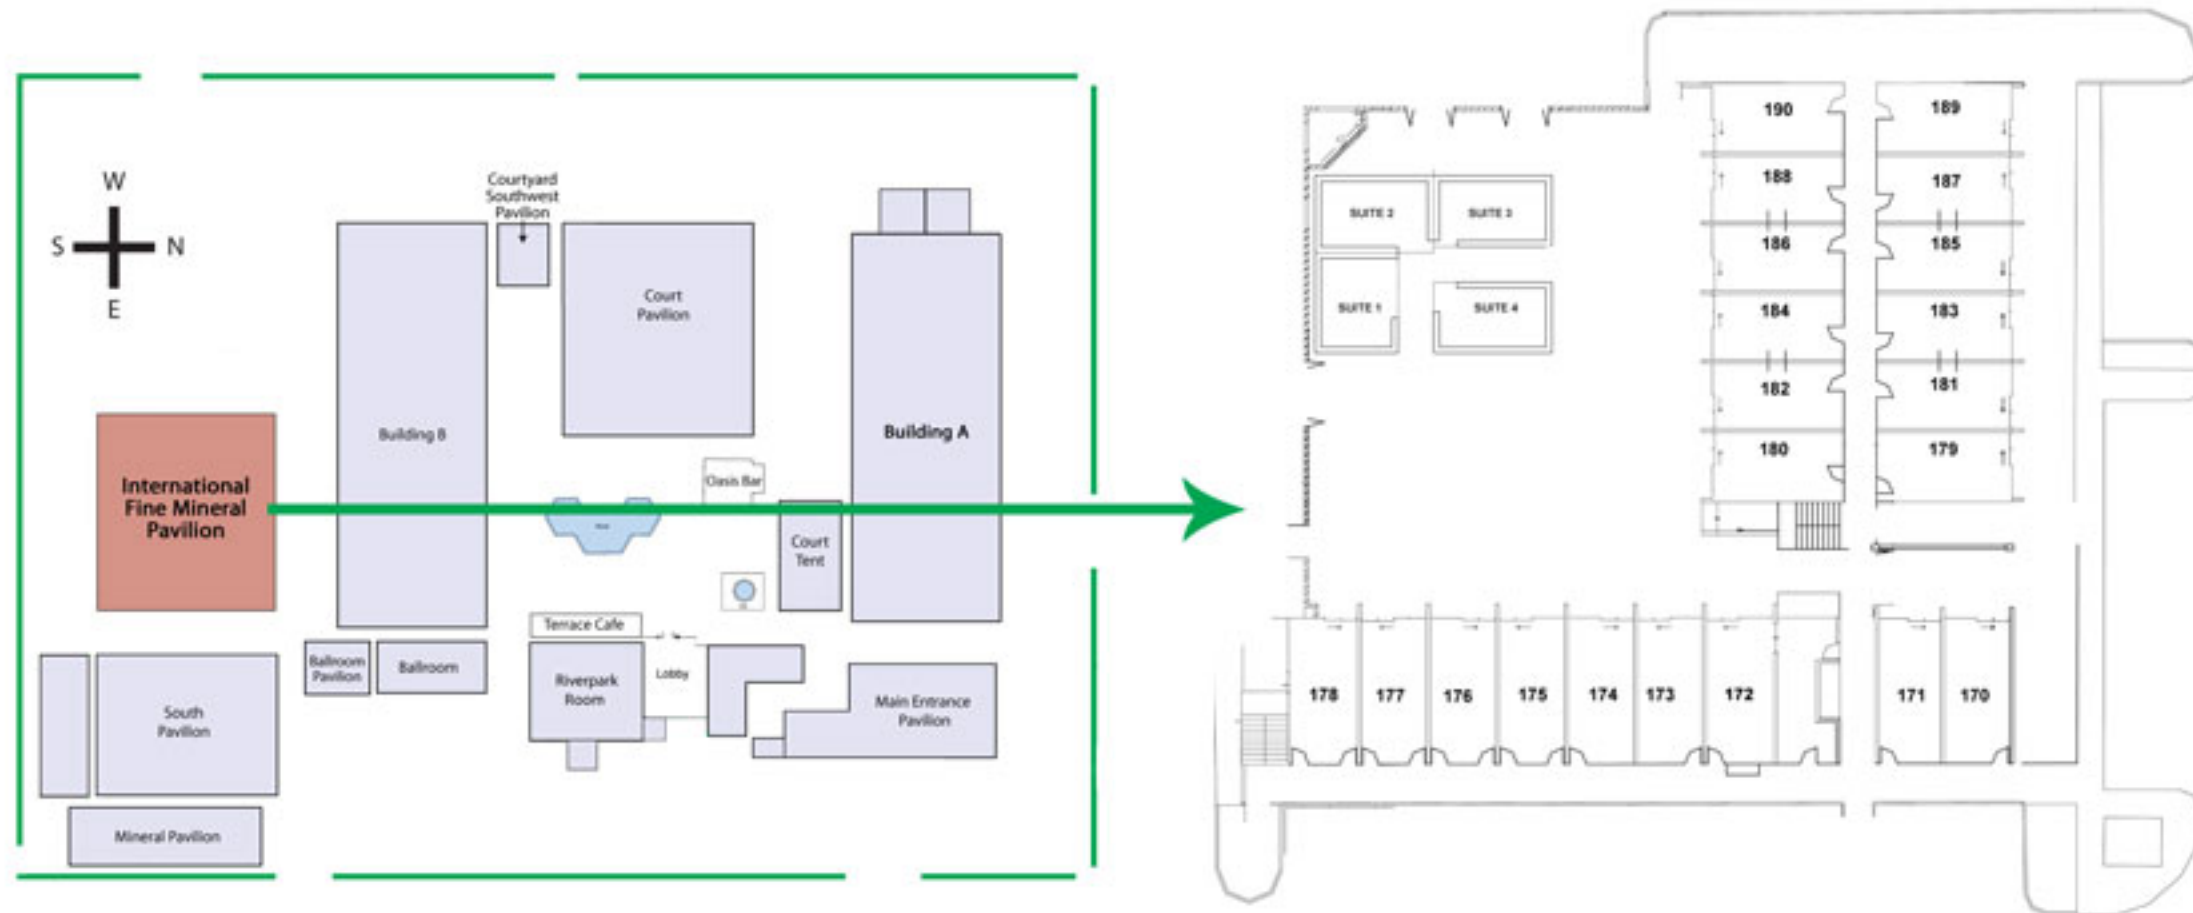 W
S
N
E
Courtyard
Southwest
Pavilion
Court
Pavilion
Building B
Building A
International
Fine Mineral
Pavilion
Oasis Bar
Court
Tent
Terrace Cafe
Ballroom
Pavilion
Ballroom
Riverpark
Room
Lobby
Main Entrance
Pavilion
South
Pavilion
Mineral Pavilion
190
189
188
187
SUITE 2
SUITE 3
186
185
SUITE 1
SUITE 4
184
183
182
181
180
179
178
177
176
175
174
173
172
171
170